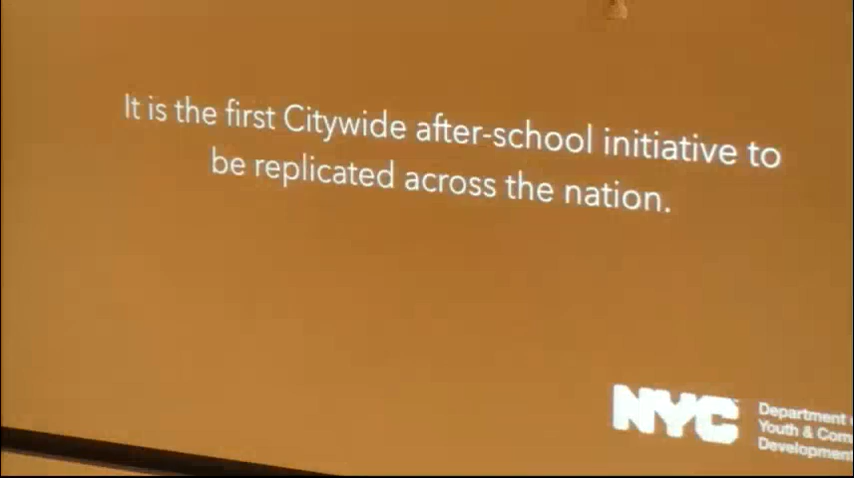 It is the first Citywide after-school initiative to
be replicated across the nation.
NYC
Department
Youth &
Development